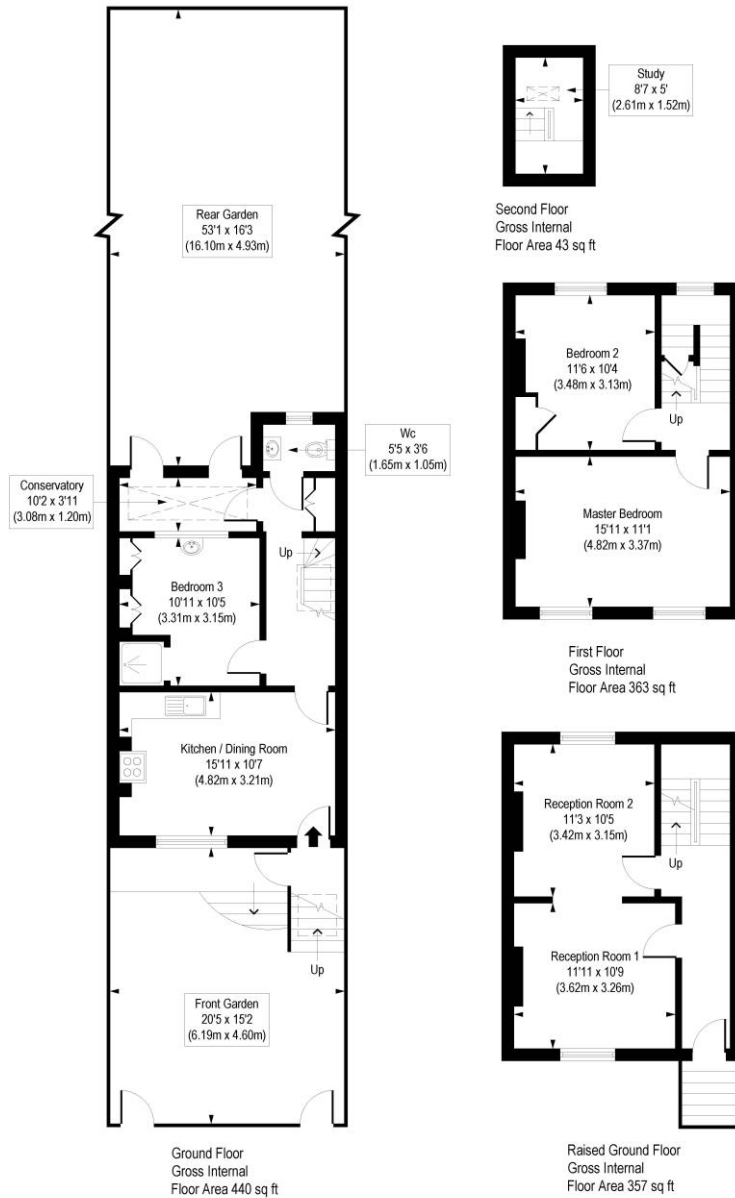 Rear Garden
53'1 x 16'3
(16.10m x 4.93m)
Wc
5'5 x 3'6
(1.65m x 1.05m)
Conservatory
10'2 x 3'11
(3.08m x 1.20m)
Up
Bedroom 3
10'11 x 10'5
(3.31m x 3.15m)
Kitchen / Dining Room
15'11 x 10'7
(4.82m x 3.21m)
Up
Front Garden
20'5 x 15'2
(6.19m x 4.60m)
Ground Floor
Gross Internal
Floor Area 440 sq ft
Study
8'7 x 5'
(2.61m x 1.52m)
Second Floor
Gross Internal
Floor Area 43 sq ft
Bedroom 2
11'6 x 10'4
(3.48m x 3.13m)
Up
Master Bedroom
15'11 x 11'1
(4.82m x 3.37m)
First Floor
Gross Internal
Floor Area 363 sq ft
Reception Room 2
11'3 x 10'5
(3.42m x 3.15m)
Up
Reception Room 1
11'11 x 10'9
(3.62m x 3.26m)
Raised Ground Floor
Gross Internal
Floor Area 357 sq ft